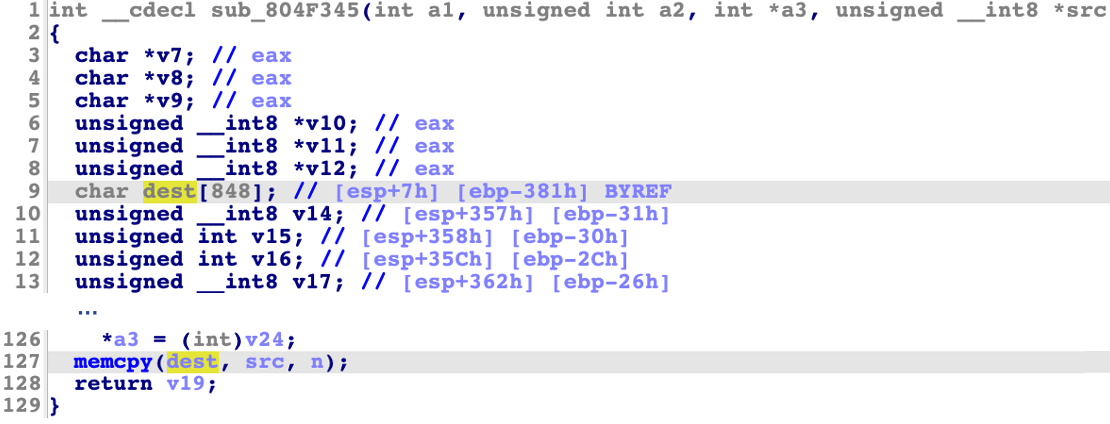 1 int __cdecl sub_804F345(int a1, unsigned int a2, int *a3, unsigned __int8 *src
2 {
3 char *v7; // eax
4 char *v8; // eax
5 char *v9; // eax
6 unsigned __int8 *v10; // eax
7 unsigned __int8 *v11; // eax
8 unsigned __int8 *v12; // eax
9 char dest[848]; // [esp+7h] [ebp-381h] BYREF
10 unsigned __int8 v14; // [esp+357h] [ebp-31h]
11 unsigned int v15; // [esp+358h] [ebp-30h]
12 unsigned int v16; // [esp+35Ch] [ebp-2Ch]
13 unsigned __int8 v17; // [esp+362h] [ebp-26h]
...
126 *a3 = (int)v24;
127 memcpy(dest, src, n);
128 return v19;
129 }